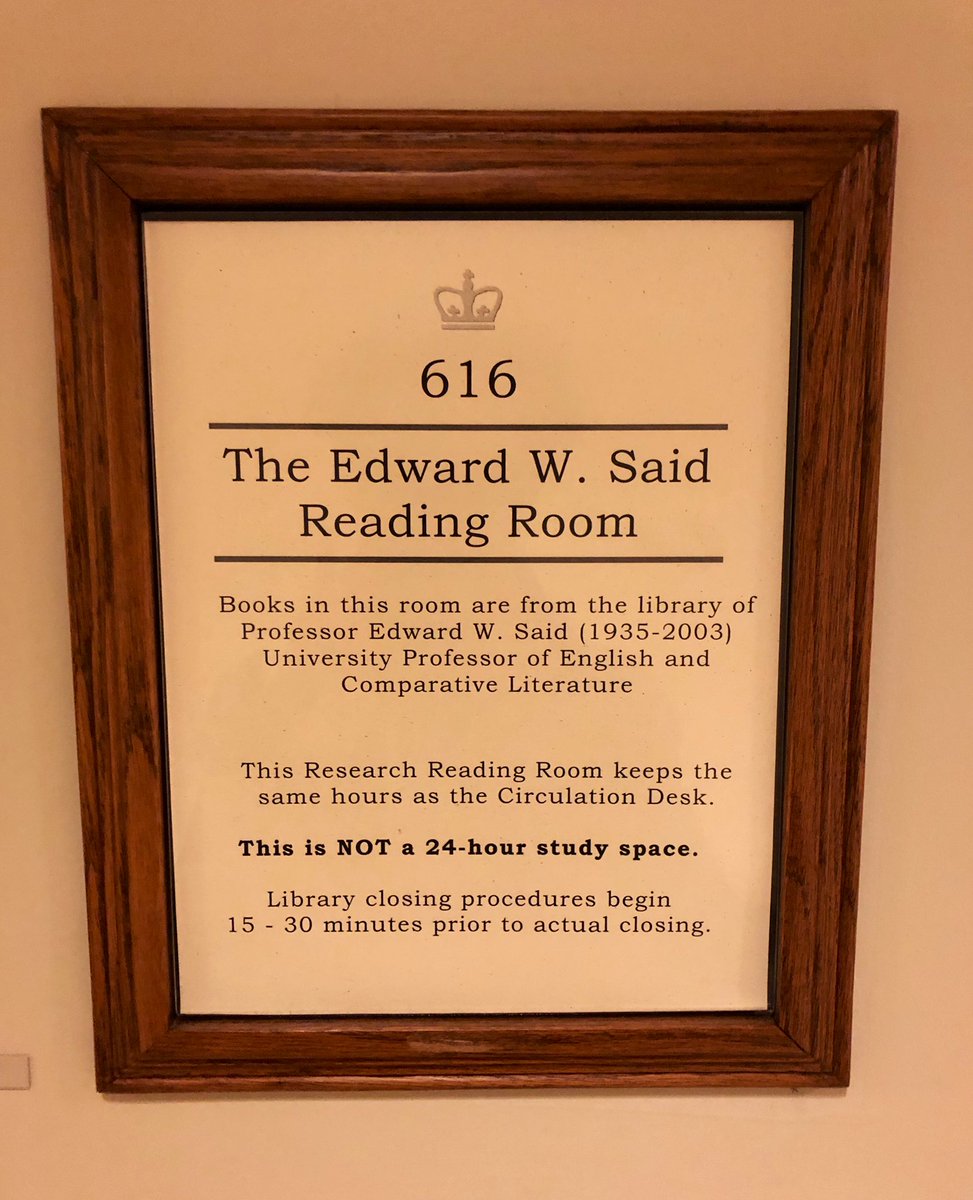 616
The Edward W. Said
Reading Room
Books in this room are from the library of
Professor Edward W. Said (1935-2003)
University Professor of English and
Comparative Literature
This Research Reading Room keeps the
same hours as the Circulation Desk.
This is NOT a 24-hour study space.
Library closing procedures begin
15 - 30 minutes prior to actual closing.